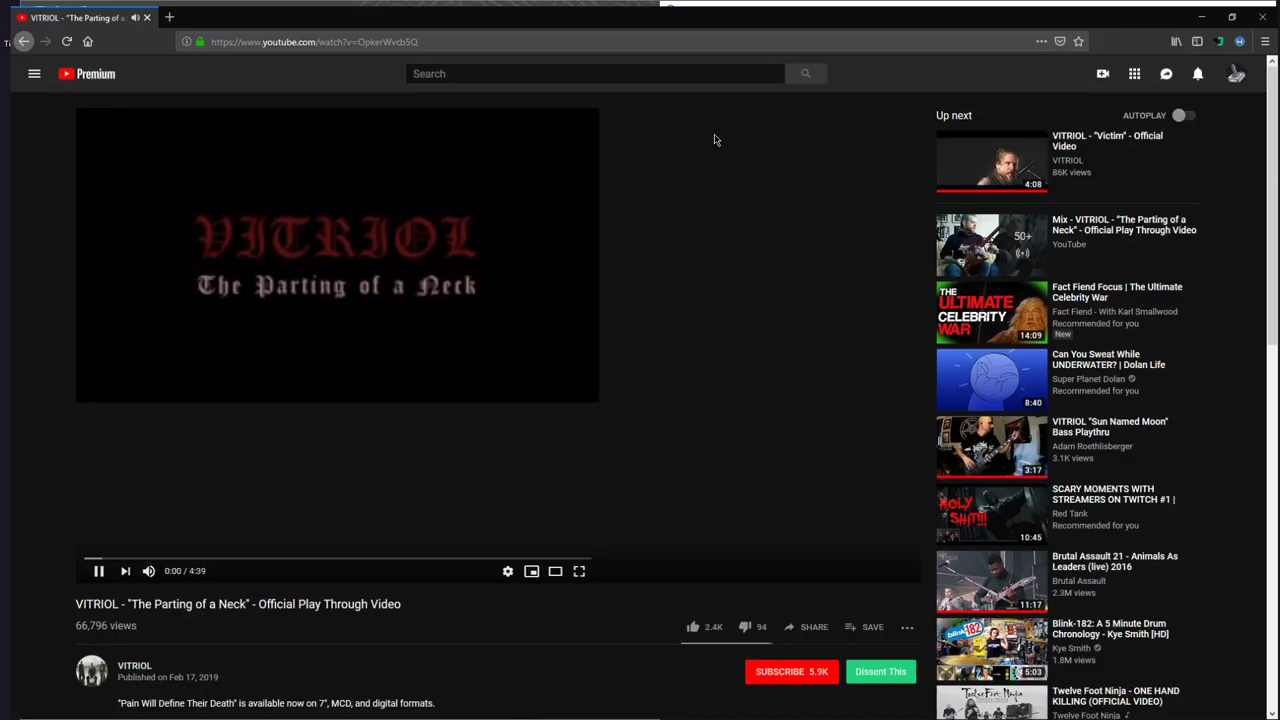 VITRIOL - "The Parting of a
https://www.youtube.com/watch?v=OpkerWvcb5Q
Premium
Search
VITRIOL
The Parting of a Neck
0:00 / 4:39
VITRIOL - "The Parting of a Neck" - Official Play Through Video
66,796 views
2.4K
94
SHARE
SAVE
VITRIOL
Published on Feb 17, 2019
SUBSCRIBE 5.9K
Dissent This
"Pain Will Define Their Death" is available now on 7", MCD, and digital formats.
Up next
AUTOPLAY
4:08
VITRIOL - "Victim" - Official
Video
VITRIOL
86K views
50+
Mix - VITRIOL - "The Parting of a
Neck" - Official Play Through Video
YouTube
THE
ULTIMATE
CELEBRITY
WAR
14:09
Fact Fiend Focus | The Ultimate
Celebrity War
Fact Fiend - With Karl Smallwood
Recommended for you
New
8:40
Can You Sweat While
UNDERWATER? | Dolan Life
Super Planet Dolan
Recommended for you
3:17
VITRIOL "Sun Named Moon"
Bass Playthru
Adam Roethlisberger
3.1K views
HOLY
SH!T!!!
10:45
SCARY MOMENTS WITH
STREAMERS ON TWITCH #1 |
Red Tank
Recommended for you
11:17
Brutal Assault 21 - Animals As
Leaders (live) 2016
Brutal Assault
2.3M views
blink-182
5:03
Blink-182: A 5 Minute Drum
Chronology - Kye Smith [HD]
Kye Smith
1.8M views
Twelve Foot Ninja
Twelve Foot Ninja - ONE HAND
KILLING (OFFICIAL VIDEO)
Twelve Foot Ninja